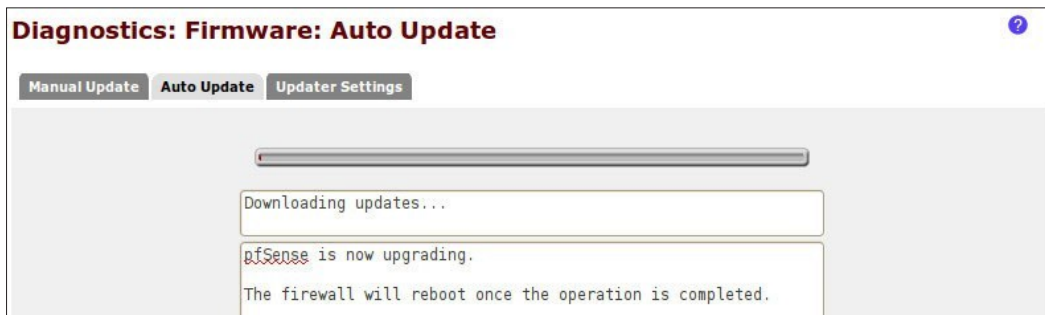 Diagnostics: Firmware: Auto Update ?
Manual Update Auto Update Updater Settings
Downloading updates...
pfSense is now upgrading.
The firewall will reboot once the operation is completed.